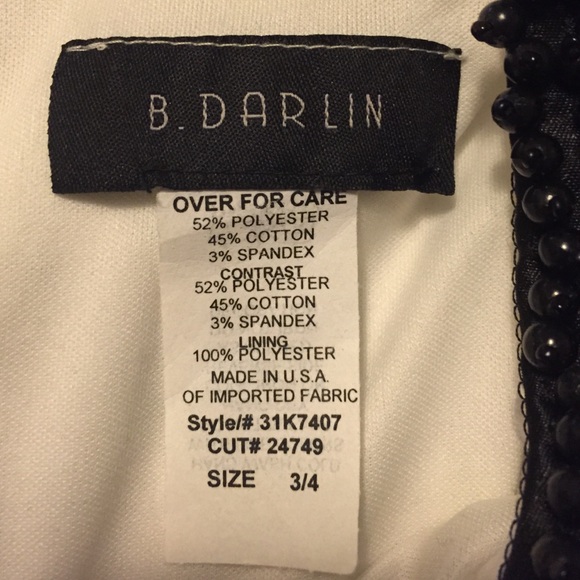 B. DARLIN
OVER FOR CARE
52% POLYESTER
45% COTTON
3% SPANDEX
CONTRAST
52% POLYESTER
45% COTTON
3% SPANDEX
LINING
100% POLYESTER
MADE IN U.S.A.
OF IMPORTED FABRIC
Style/# 31K7407
CUT# 24749
SIZE 3/4